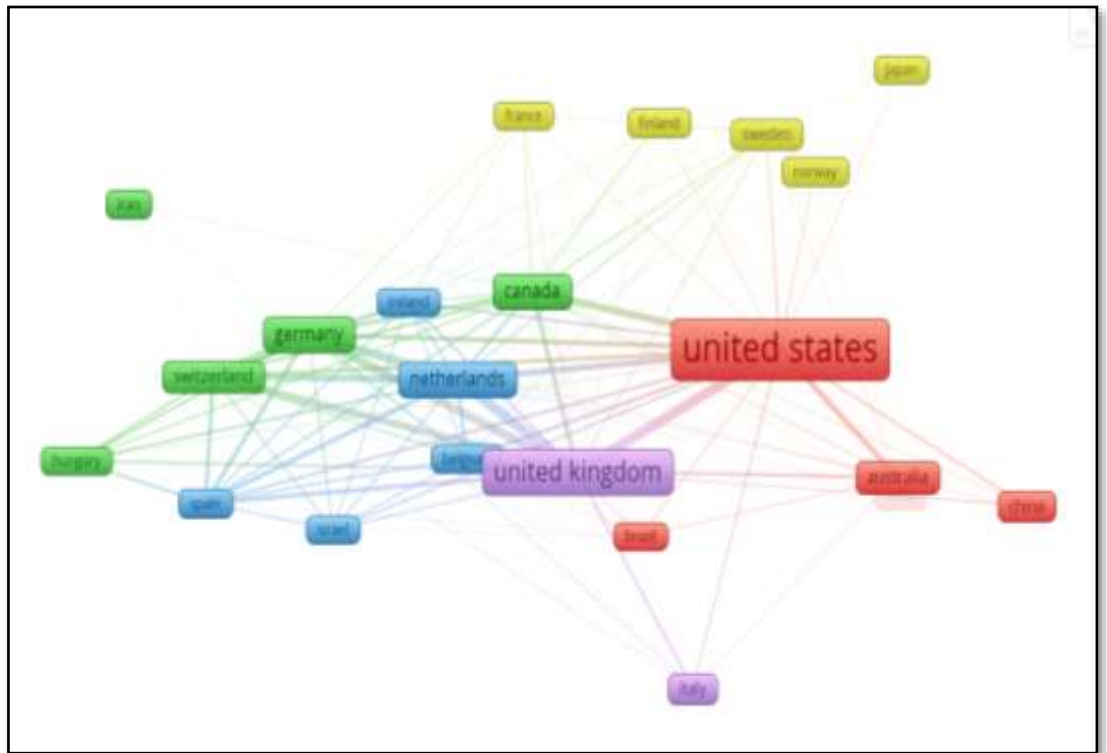 japan
france
finland
sweden
norway
iran
canada
ireland
germany
united states
switzerland
netherlands
hungary
belgiu
united kingdom
australia
spain
china
israel
brazil
italy